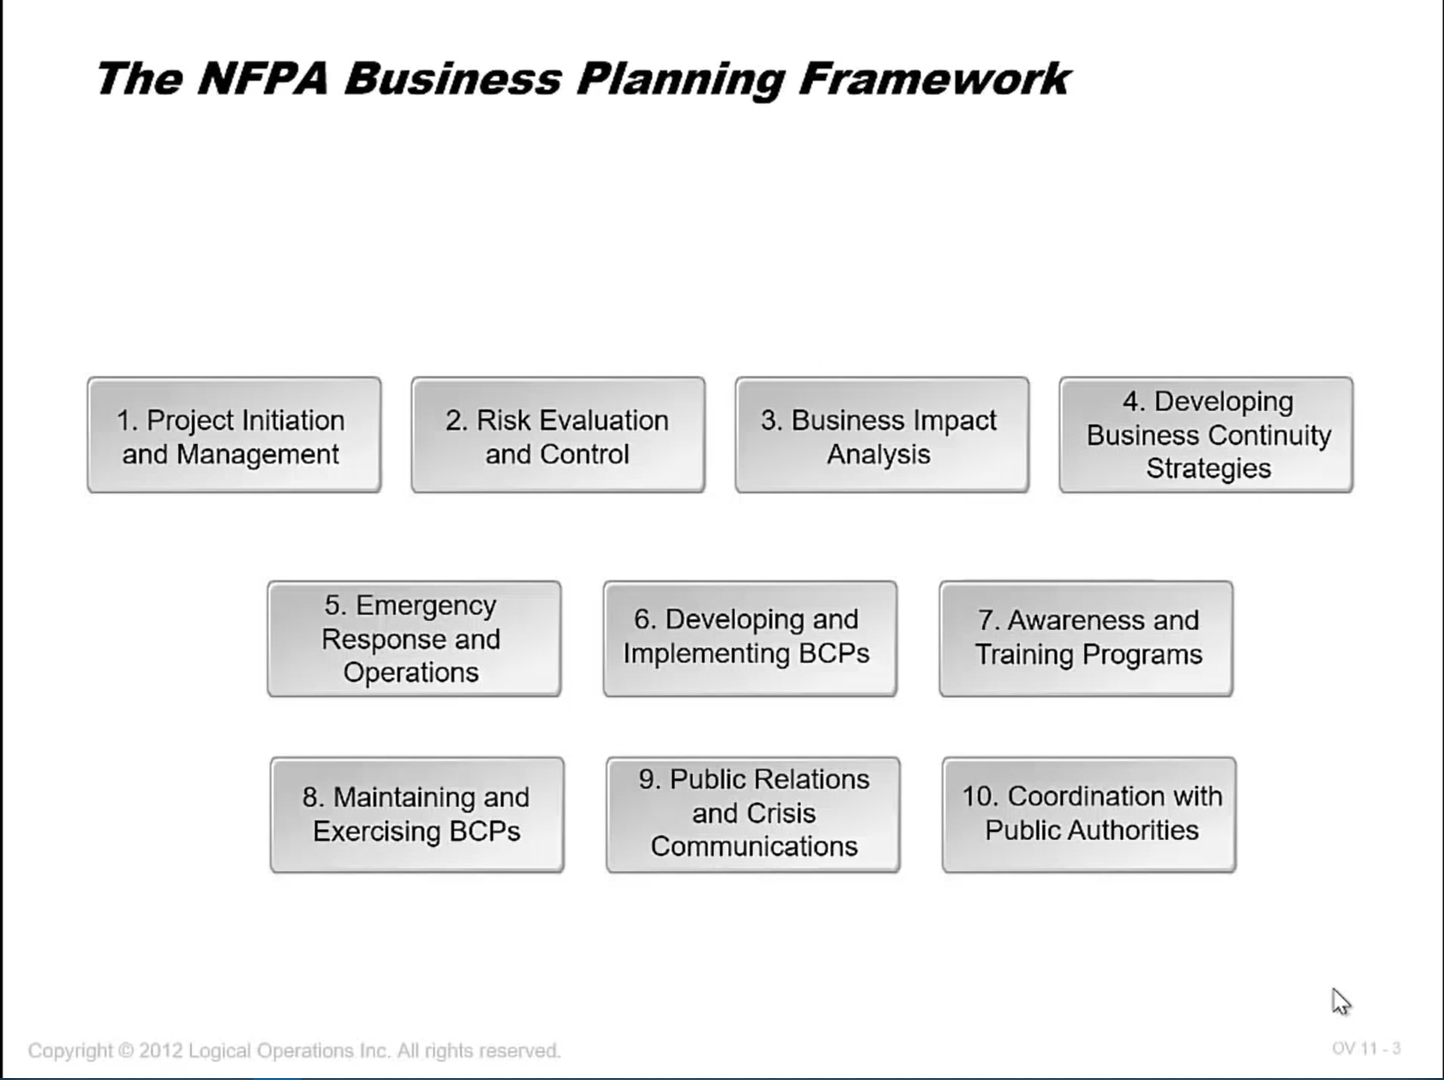 The NFPA Business Planning Framework
1. Project Initiation
and Management
2. Risk Evaluation
and Control
3. Business Impact
Analysis
4. Developing
Business Continuity
Strategies
5. Emergency
Response and
Operations
6. Developing and
Implementing BCPs
7. Awareness and
Training Programs
8. Maintaining and
Exercising BCPs
9. Public Relations
and Crisis
Communications
10. Coordination with
Public Authorities
Copyright © 2012 Logical Operations Inc. All rights reserved.
OV 11 - 3